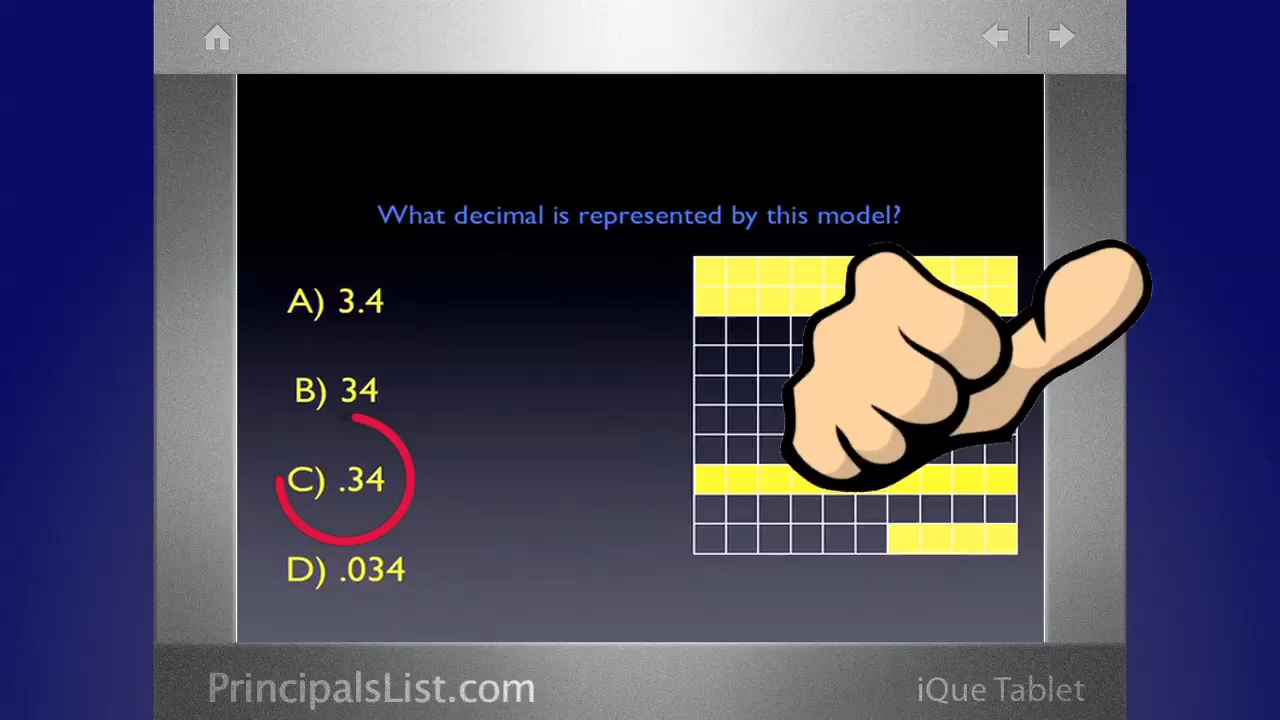 What decimal is represented by this model?
A) 3.4
B) 34
C) .34
D) .034
PrincipalsList.com
iQue Tablet